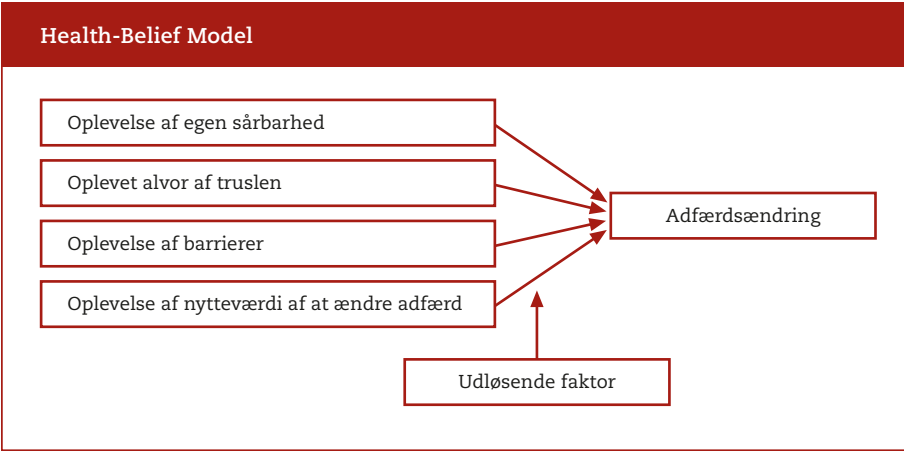 Health-Belief Model
Oplevelse af egen sårbarhed
Oplevet alvor af truslen
Adfærdsændring
Oplevelse af barrierer
Oplevelse af nytteværdi af at ændre adfærd
Udløsende faktor